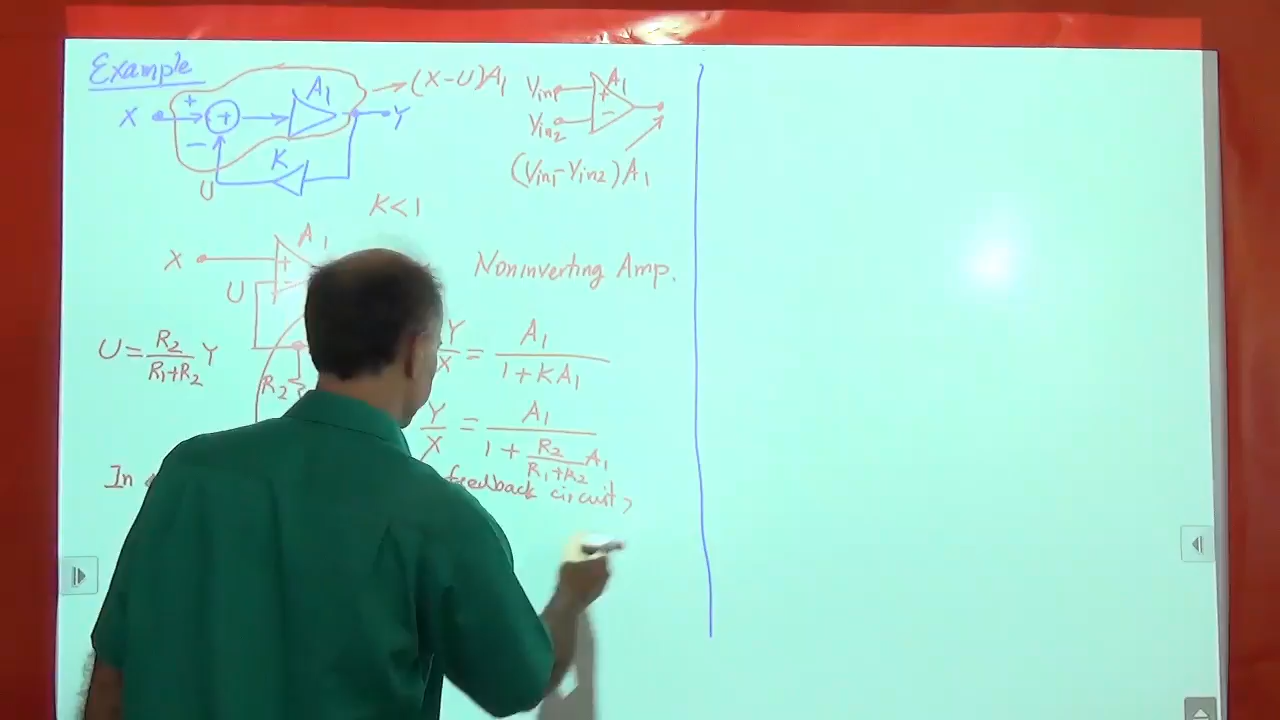 Example
X + + A1 Y → (X-U)A1
− K
U
Vin1 + A1
Vin2 −
(Vin1-Vin2)A1
K<1
X + A1
U −
Noninverting Amp.
U = R2/(R1+R2) Y
R2
Y/X = A1/(1+KA1)
Y/X = A1/(1+ R2/(R1+R2) A1)
In feedback circuit,